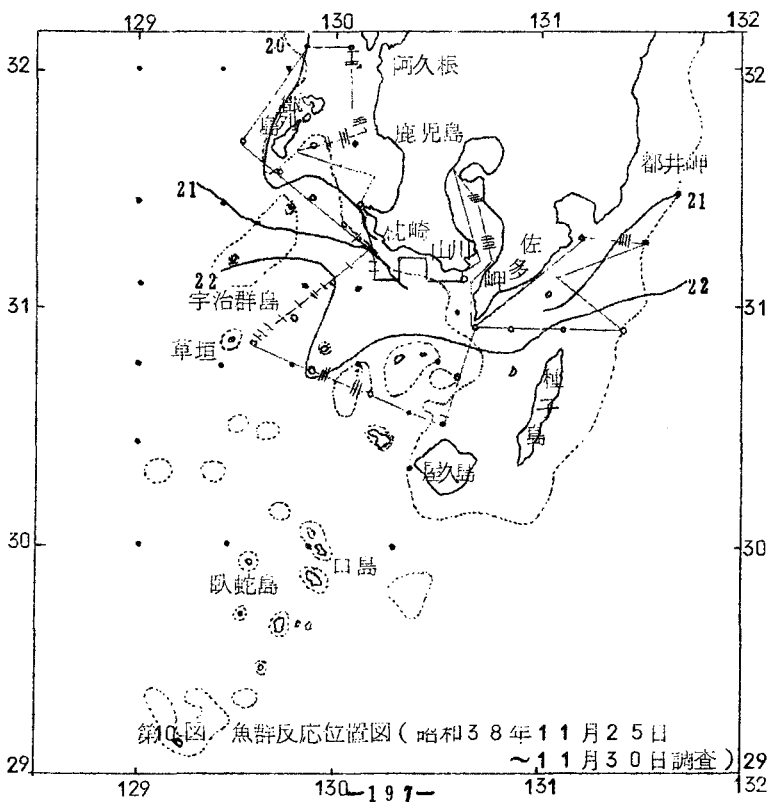 129 130 131 132
20
32 32
阿久根
甑島
鹿児島
都井岬
21 21
枕崎
山川
佐多岬
22 22
31 31
宇治群島
草垣
種子島
屋久島
30 30
臥蛇島
口島
第10図 魚群反応位置図(昭和38年11月25日
~11月30日調査)
29 29
129 130 131 132
-197-